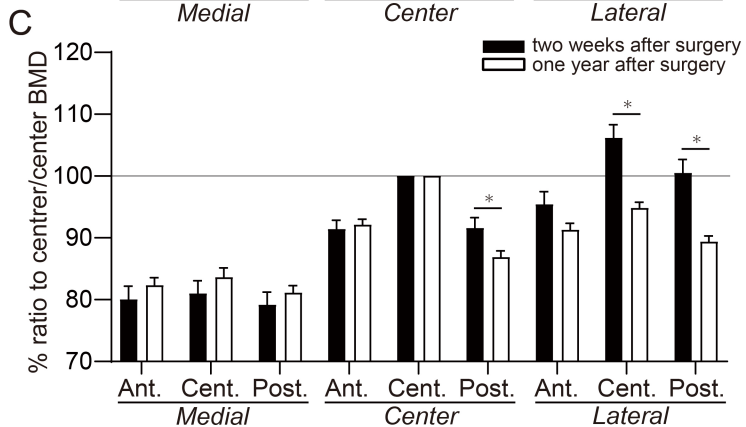 Medial Center Lateral
C
two weeks after surgery
one year after surgery
% ratio to centrer/center BMD
120
110
100
90
80
70
*
*
*
Ant. Cent. Post. Ant. Cent. Post. Ant. Cent. Post.
Medial Center Lateral